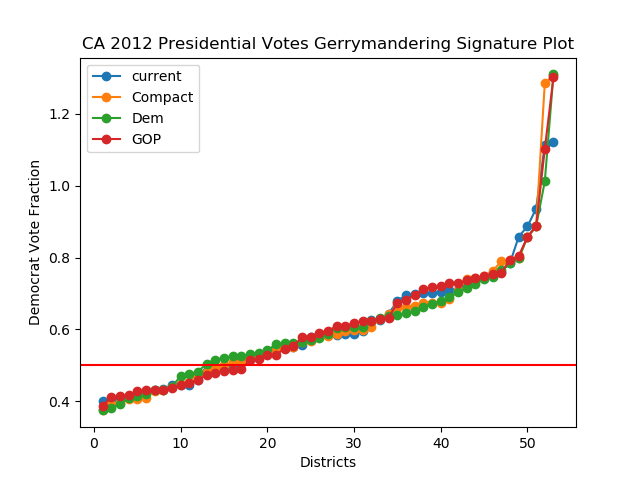 CA 2012 Presidential Votes Gerrymandering Signature Plot
current
Compact
Dem
GOP
Democrat Vote Fraction
1.2
1.0
0.8
0.6
0.4
0 10 20 30 40 50
Districts